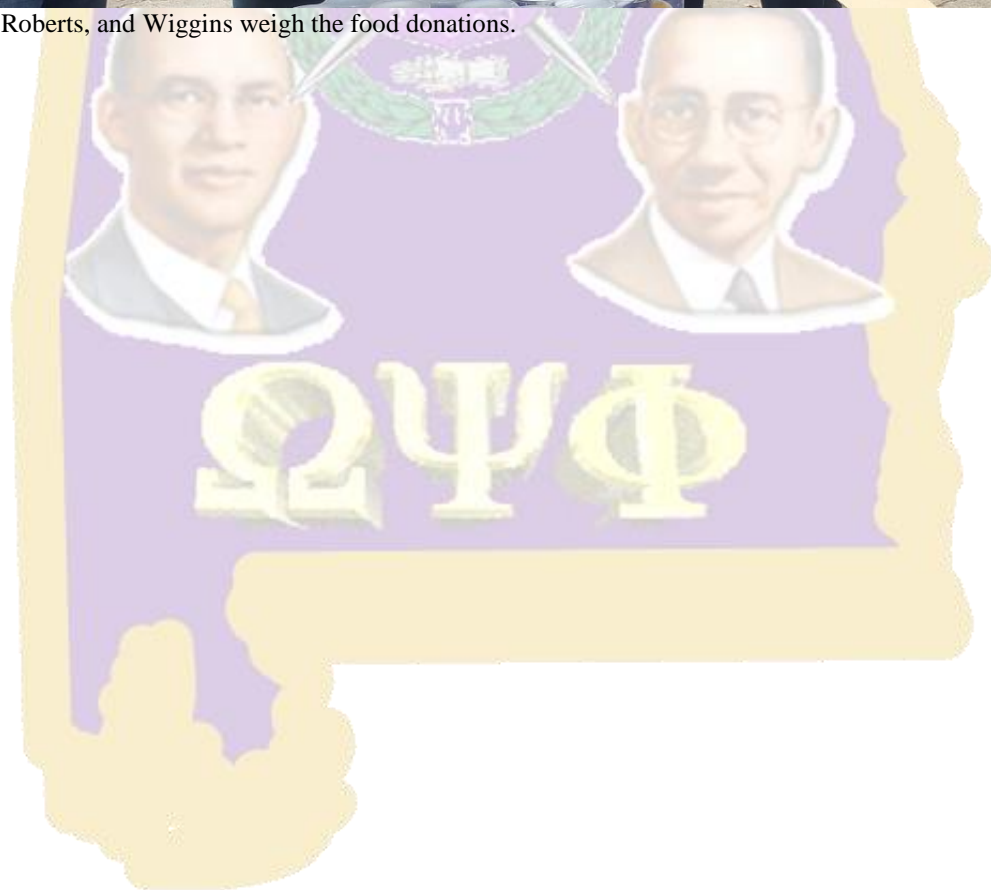 Roberts, and Wiggins weigh the food donations.
ΩΨΦ